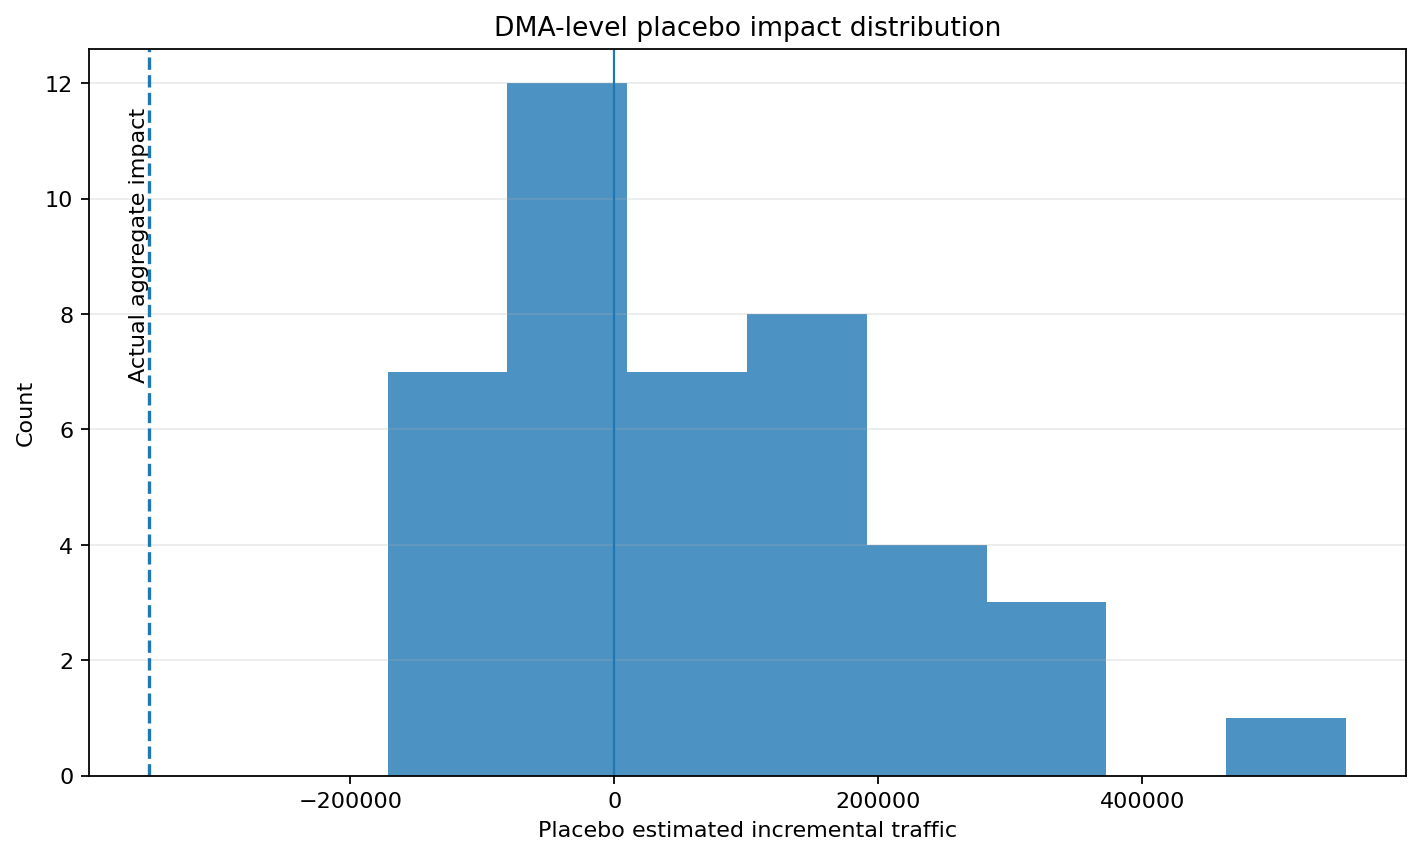 DMA-level placebo impact distribution
Count
12
10
8
6
4
2
0
Actual aggregate impact
−200000
0
200000
400000
Placebo estimated incremental traffic